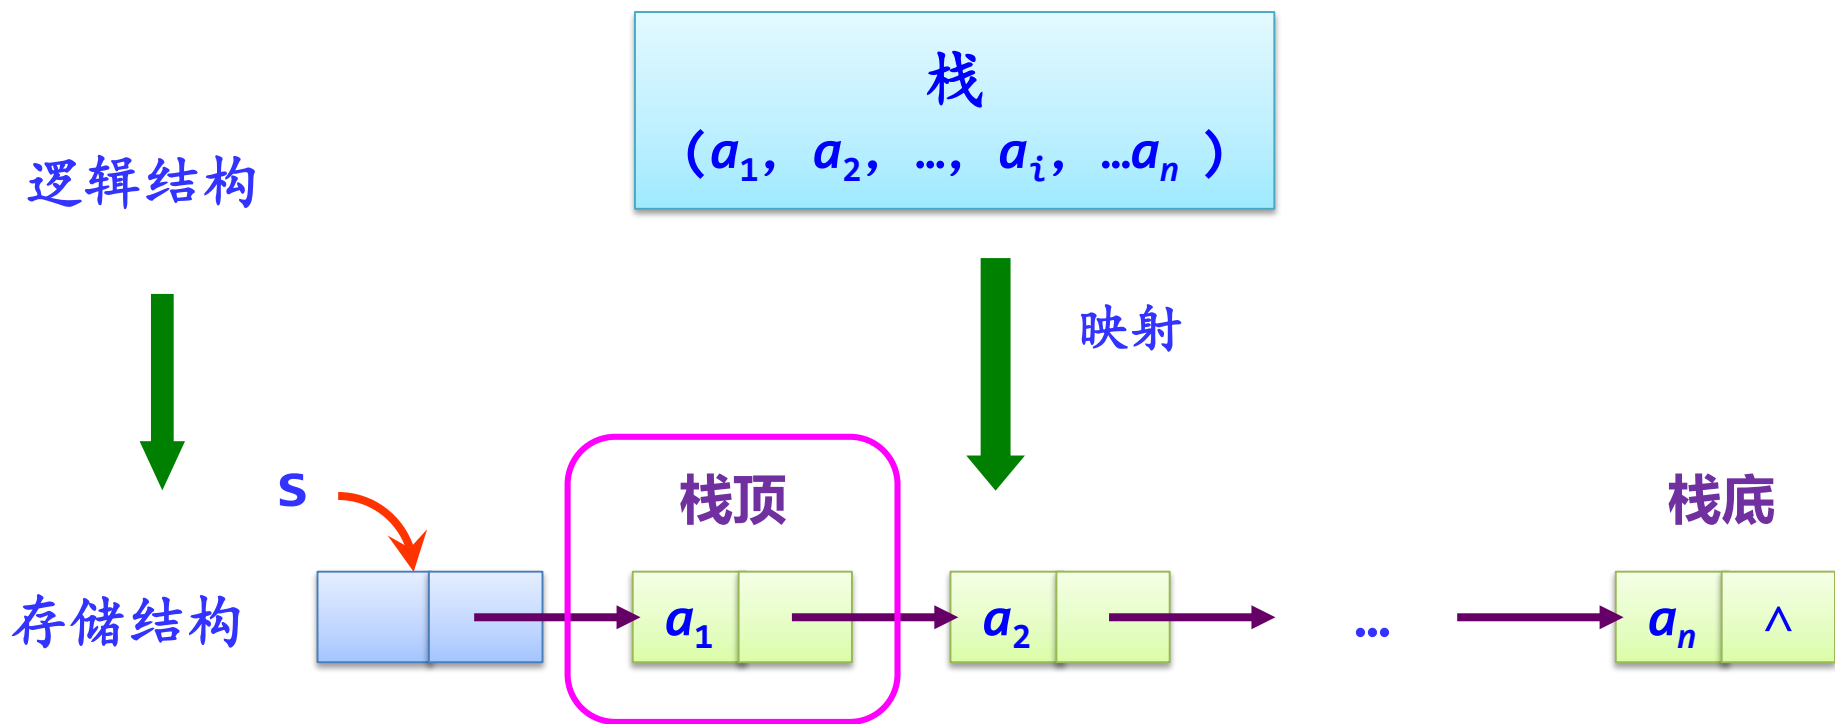 栈
(a1, a2, …, ai, …an )
逻辑结构
映射
s
栈顶
栈底
存储结构
a1
a2
…
an
∧